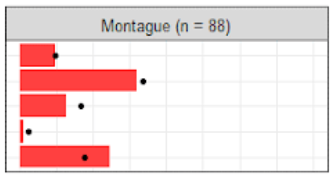 Montague (n = 88)